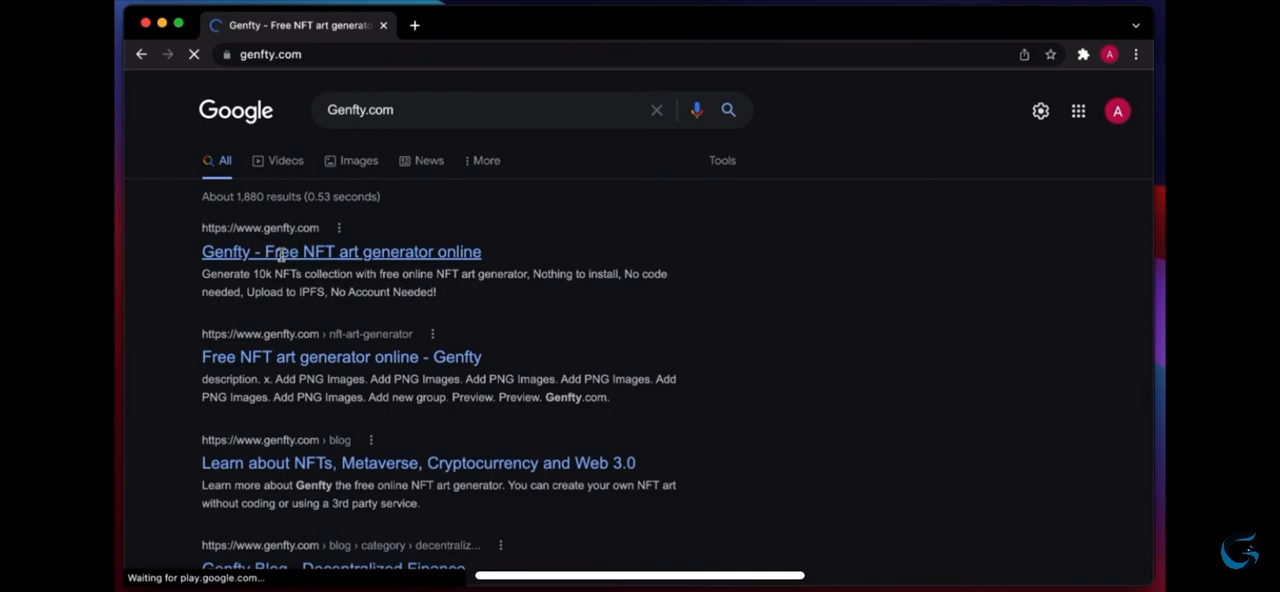 Genfty - Free NFT art generato
genfty.com
A
Google
Genfty.com
A
All
Videos
Images
News
More
Tools
About 1,880 results (0.53 seconds)
https://www.genfty.com
Genfty - Free NFT art generator online
Generate 10k NFTs collection with free online NFT art generator, Nothing to install, No code
needed, Upload to IPFS, No Account Needed!
https://www.genfty.com › nft-art-generator
Free NFT art generator online - Genfty
description. x. Add PNG Images. Add PNG Images. Add PNG Images. Add PNG Images. Add
PNG Images. Add PNG Images. Add new group. Preview. Preview. Genfty.com.
https://www.genfty.com › blog
Learn about NFTs, Metaverse, Cryptocurrency and Web 3.0
Learn more about Genfty the free online NFT art generator. You can create your own NFT art
without coding or using a 3rd party service.
https://www.genfty.com › blog › category › decentraliz...
Genfty Blog - Decentralized Finance
Waiting for play.google.com...